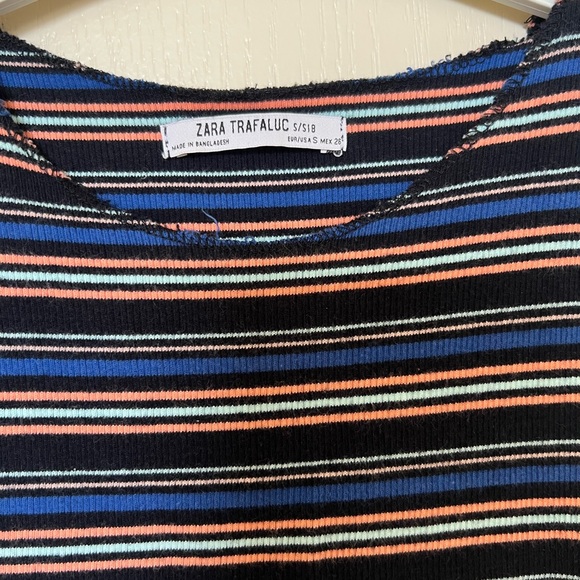 ZARA TRAFALUC S/S18
MADE IN BANGLADESH EUR/USA S MEX 26